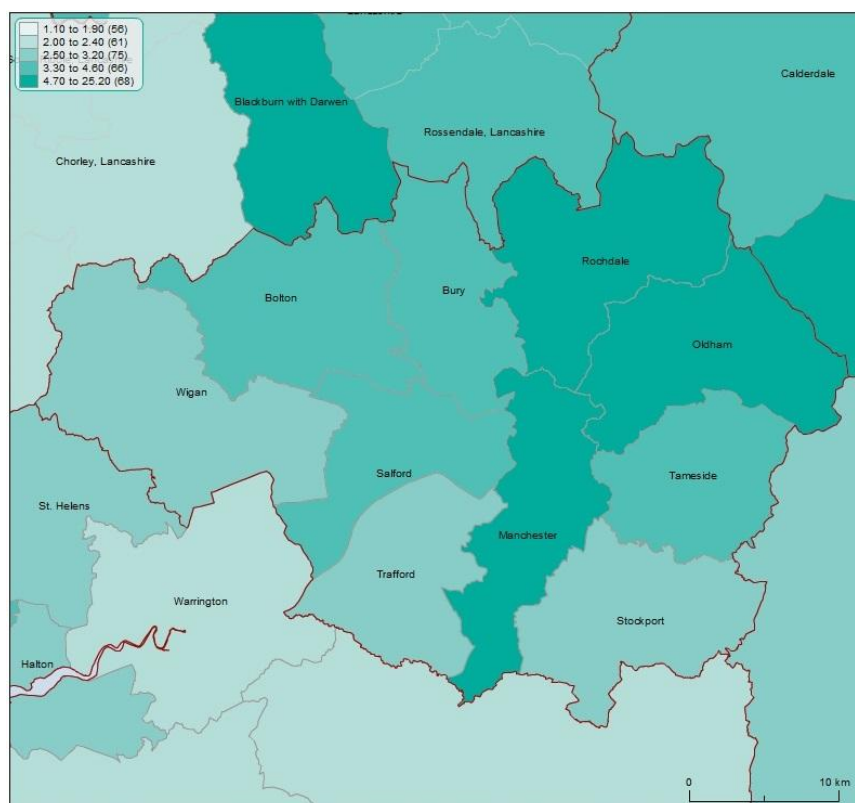 1.10 to 1.90 (56)
2.00 to 2.40 (61)
2.50 to 3.20 (75)
3.30 to 4.60 (66)
4.70 to 25.20 (68)
Calderdale
Blackburn with Darwen
Rossendale, Lancashire
Chorley, Lancashire
Rochdale
Bury
Bolton
Oldham
Wigan
Salford
Tameside
St. Helens
Manchester
Trafford
Warrington
Stockport
Halton
0 10 km